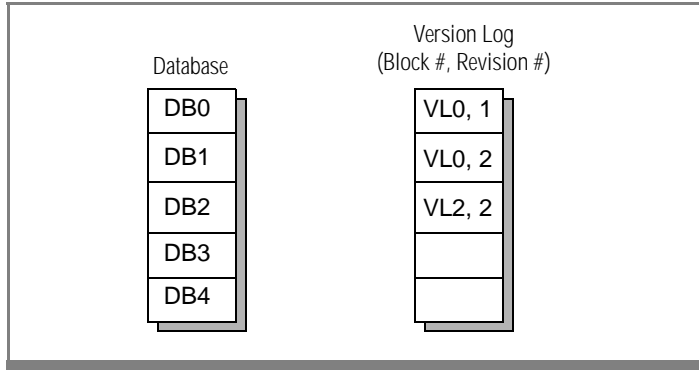 Database
DB0
DB1
DB2
DB3
DB4
Version Log
(Block #, Revision #)
VL0, 1
VL0, 2
VL2, 2